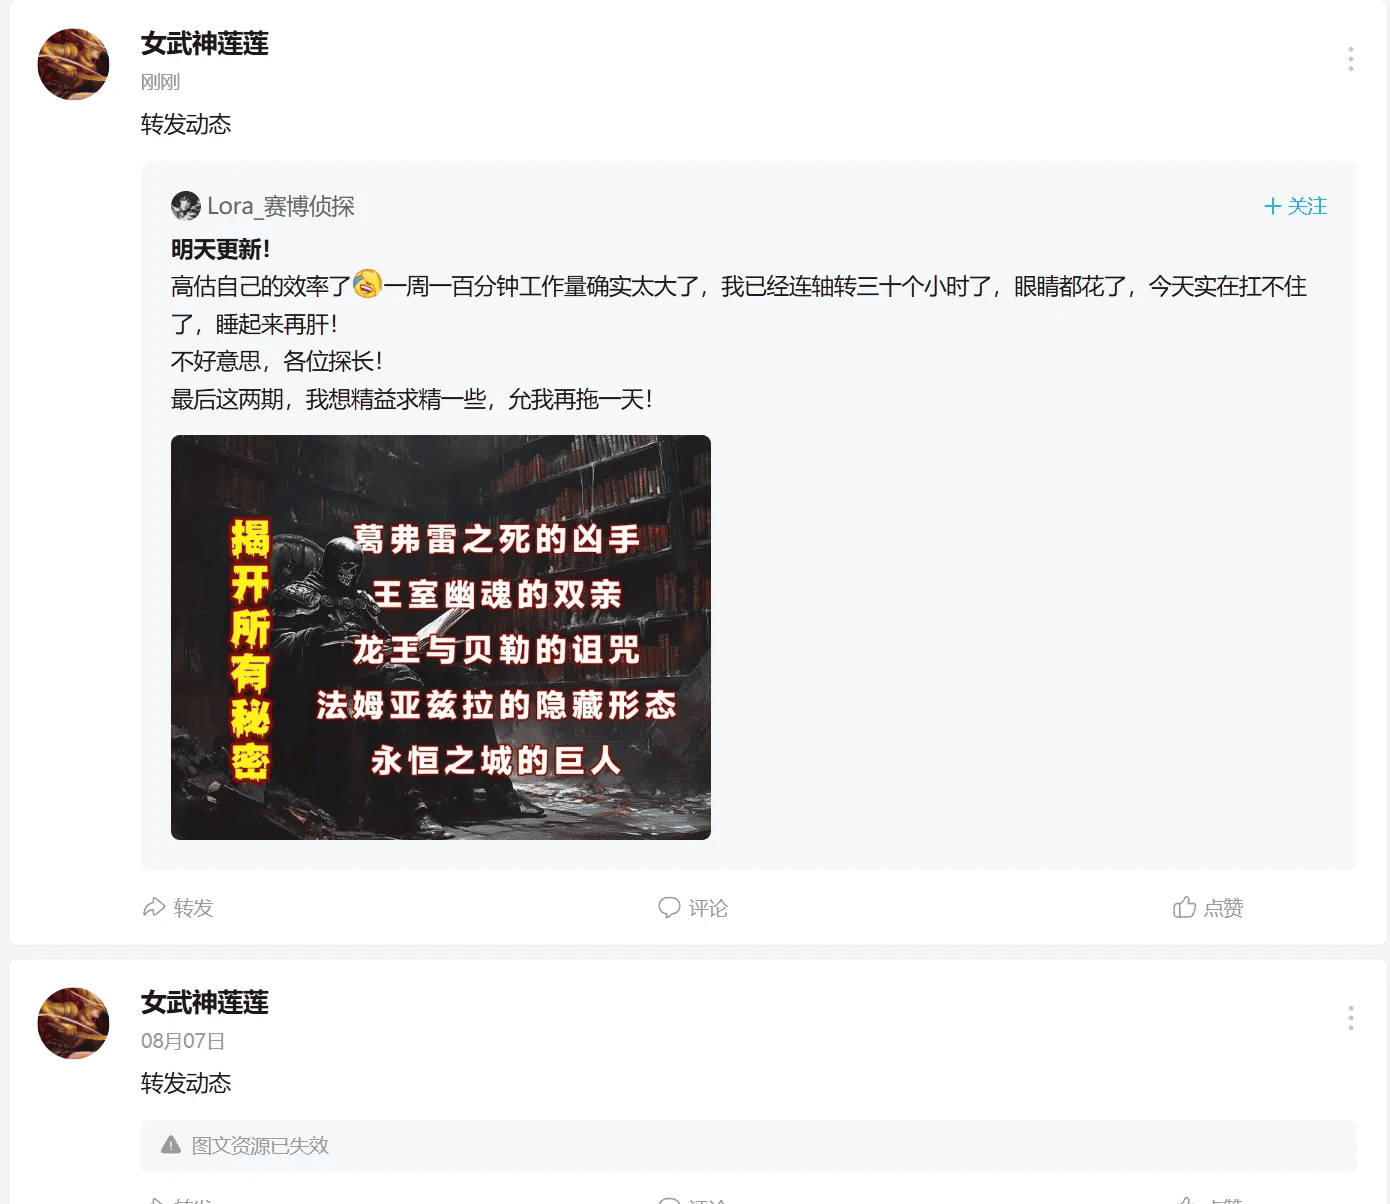 女武神莲莲
刚刚
转发动态
Lora_赛博侦探
+ 关注
明天更新！
高估自己的效率了一周一百分钟工作量确实太大了，我已经连轴转三十个小时了，眼睛都花了，今天实在扛不住
了，睡起来再肝！
不好意思，各位探长！
最后这两期，我想精益求精一些，允我再拖一天！
揭开所有秘密
葛弗雷之死的凶手
王室幽魂的双亲
龙王与贝勒的诅咒
法姆亚兹拉的隐藏形态
永恒之城的巨人
转发
评论
点赞
女武神莲莲
08月07日
转发动态
图文资源已失效
转发
评论
点赞